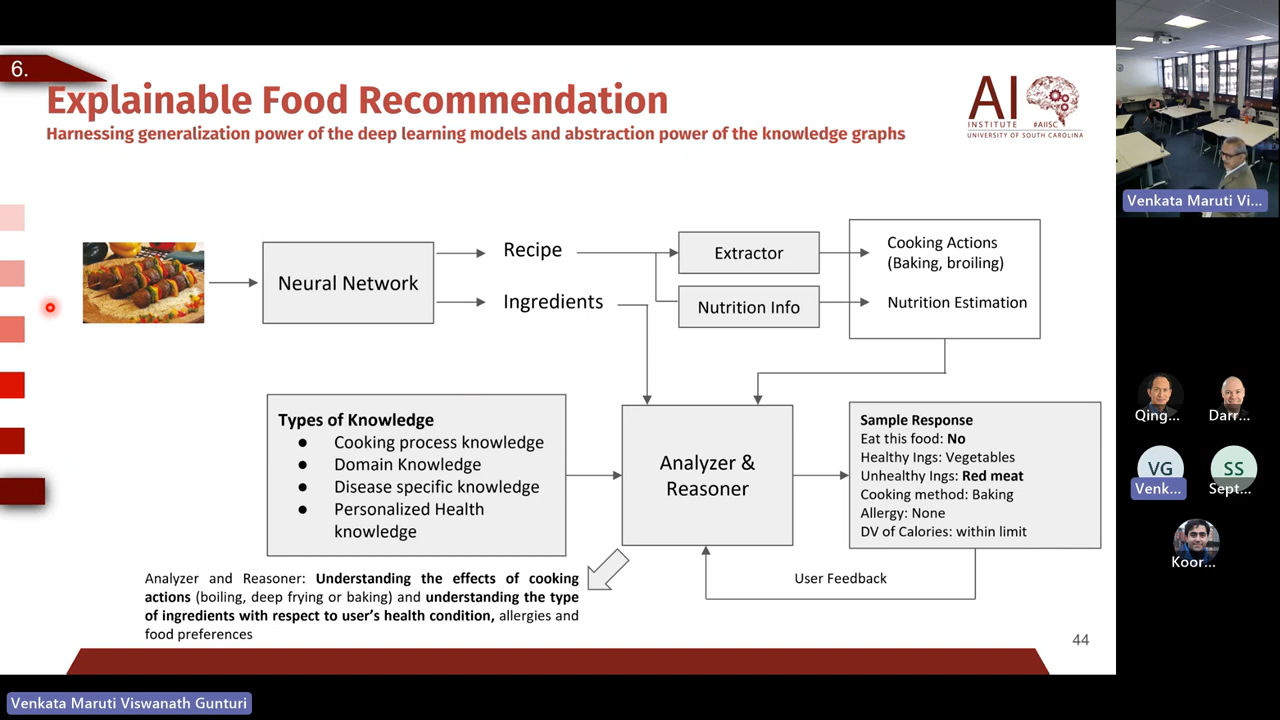 6.
Explainable Food Recommendation
Harnessing generalization power of the deep learning models and abstraction power of the knowledge graphs
AI
INSTITUTE #AIISC
UNIVERSITY OF SOUTH CAROLINA
Neural Network
Recipe
Ingredients
Extractor
Nutrition Info
Cooking Actions
(Baking, broiling)
Nutrition Estimation
Types of Knowledge
● Cooking process knowledge
● Domain Knowledge
● Disease specific knowledge
● Personalized Health
knowledge
Analyzer &
Reasoner
Sample Response
Eat this food: No
Healthy Ings: Vegetables
Unhealthy Ings: Red meat
Cooking method: Baking
Allergy: None
DV of Calories: within limit
User Feedback
Analyzer and Reasoner: Understanding the effects of cooking
actions (boiling, deep frying or baking) and understanding the type
of ingredients with respect to user's health condition, allergies and
food preferences
44
Venkata Maruti Vi...
Qing...
Darr...
VG
Venk...
SS
Sept...
Koor...
Venkata Maruti Viswanath Gunturi